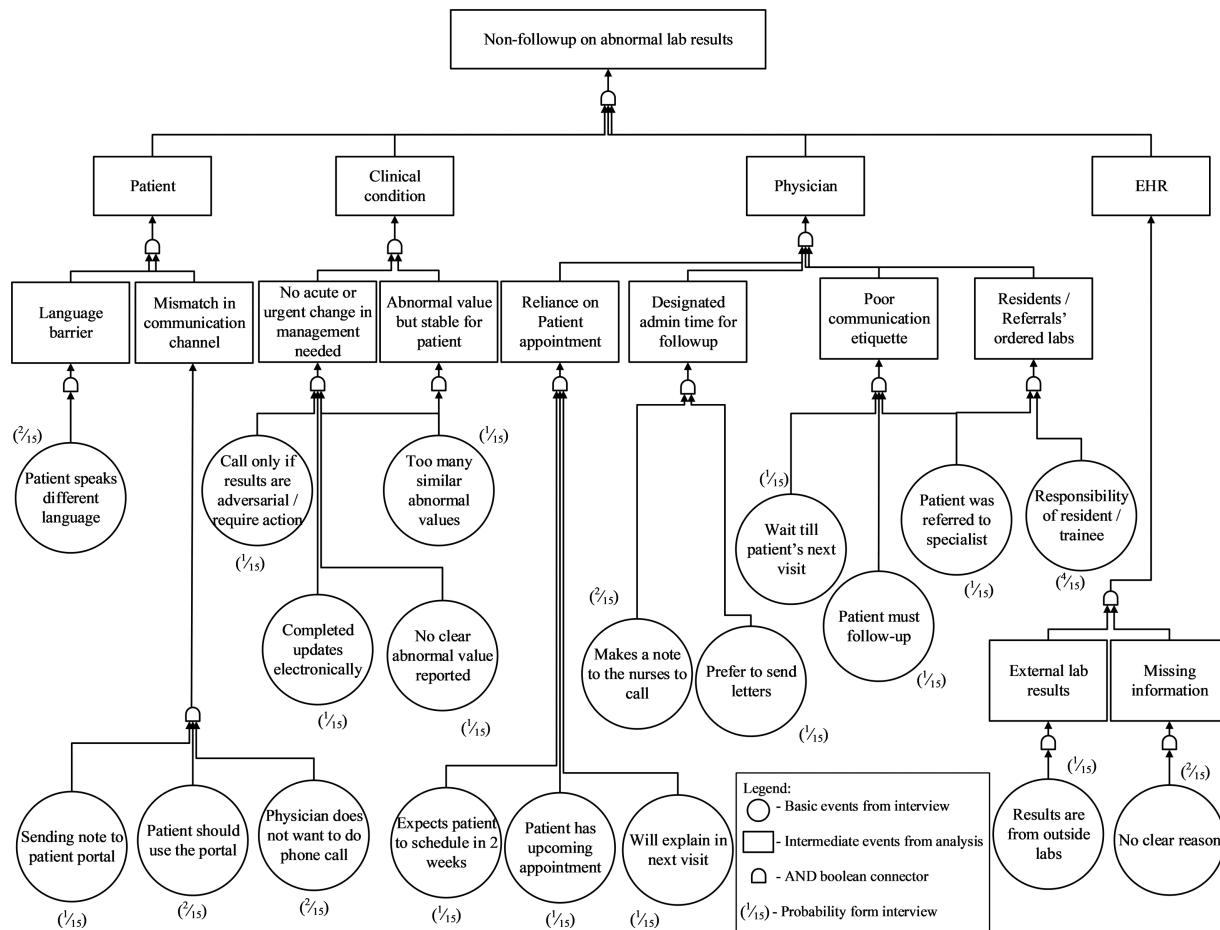 Non-followup on abnormal lab results
Patient
Clinical
condition
Physician
EHR
Language
barrier
Mismatch in
communication
channel
No acute or
urgent change in
management
needed
Abnormal value
but stable for
patient
Reliance on
Patient
appointment
Designated
admin time for
followup
Poor
communication
etiquette
Residents /
Referrals'
ordered labs
(2/15)
Patient speaks
different
language
Call only if
results are
adversarial /
require action
(1/15)
(1/15)
Too many
similar
abnormal
values
(1/15)
Wait till
patient's next
visit
Patient was
referred to
specialist
(1/15)
Responsibility
of resident /
trainee
(4/15)
Completed
updates
electronically
(1/15)
No clear
abnormal value
reported
(1/15)
(2/15)
Makes a note
to the nurses to
call
Prefer to send
letters
(1/15)
Patient must
follow-up
(1/15)
External lab
results
Missing
information
Sending note to
patient portal
(1/15)
Patient should
use the portal
(2/15)
Physician does
not want to do
phone call
(2/15)
Expects patient
to schedule in 2
weeks
(1/15)
Patient has
upcoming
appointment
(1/15)
Will explain in
next visit
(1/15)
(1/15)
Results are
from outside
labs
(2/15)
No clear reason
Legend:
- Basic events from interview
- Intermediate events from analysis
- AND boolean connector
(1/15) - Probability form interview